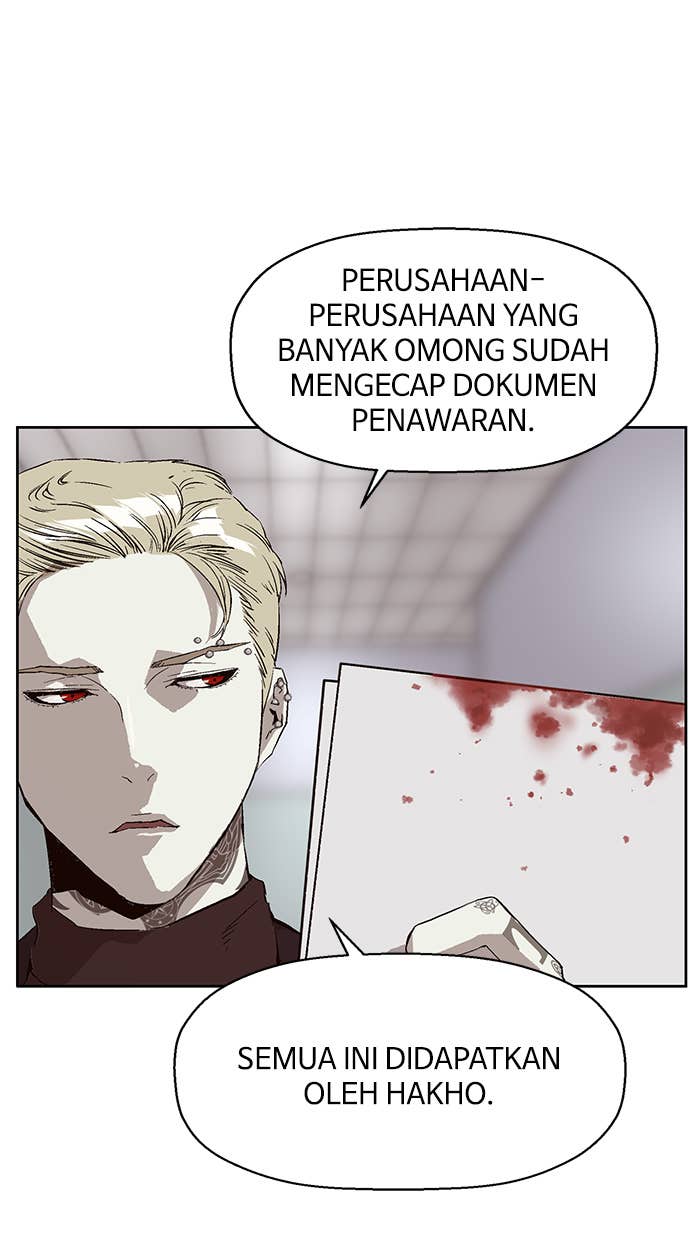 PERUSAHAAN-
PERUSAHAAN YANG
BANYAK OMONG SUDAH
MENGECAP DOKUMEN
PENAWARAN.
SEMUA INI DIDAPATKAN
OLEH HAKHO.